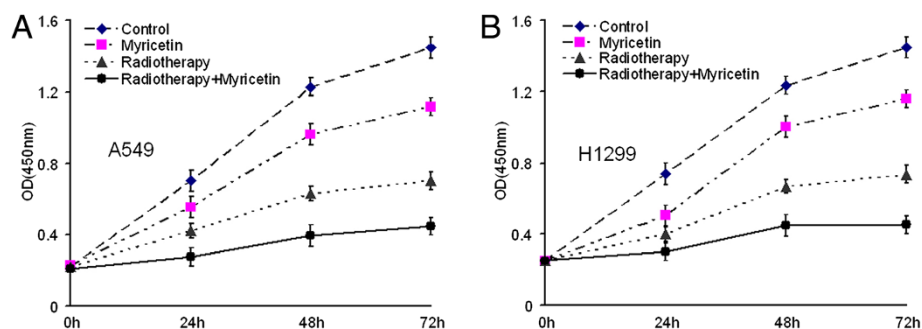 A
1.6
1.2
0.8
0.4
0
OD(450nm)
Control
Myricetin
Radiotherapy
Radiotherapy+Myricetin
A549
0h
24h
48h
72h
B
1.6
1.2
0.8
0.4
0
OD(450nm)
Control
Myricetin
Radiotherapy
Radiotherapy+Myricetin
H1299
0h
24h
48h
72h